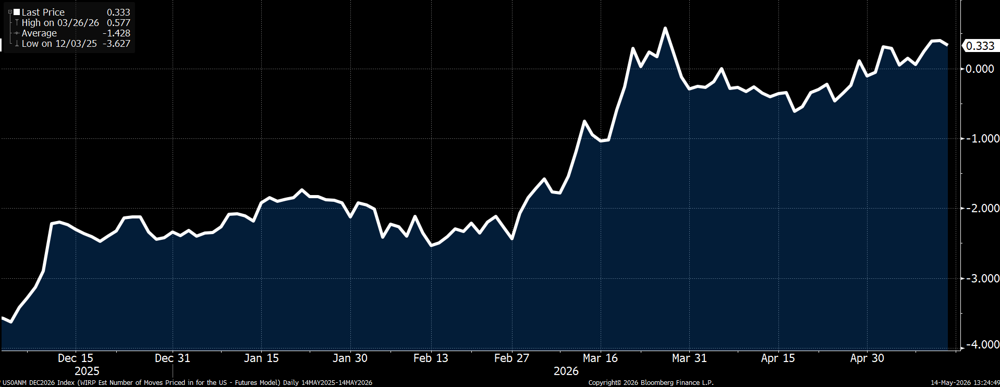 Last Price 0.333
High on 03/26/26 0.577
Average -1.428
Low on 12/03/25 -3.627
0.333
0.000
-1.000
-2.000
-3.000
-4.000
Dec 15 Dec 31 Jan 15 Jan 30 Feb 13 Feb 27 Mar 16 Mar 31 Apr 15 Apr 30
2025 2026
US0ANM DEC2026 Index (WIRP Est Number of Moves Priced in for the US - Futures Model) Daily 14MAY2025-14MAY2026 Copyright© 2026 Bloomberg Finance L.P. 14-May-2026 13:24:49